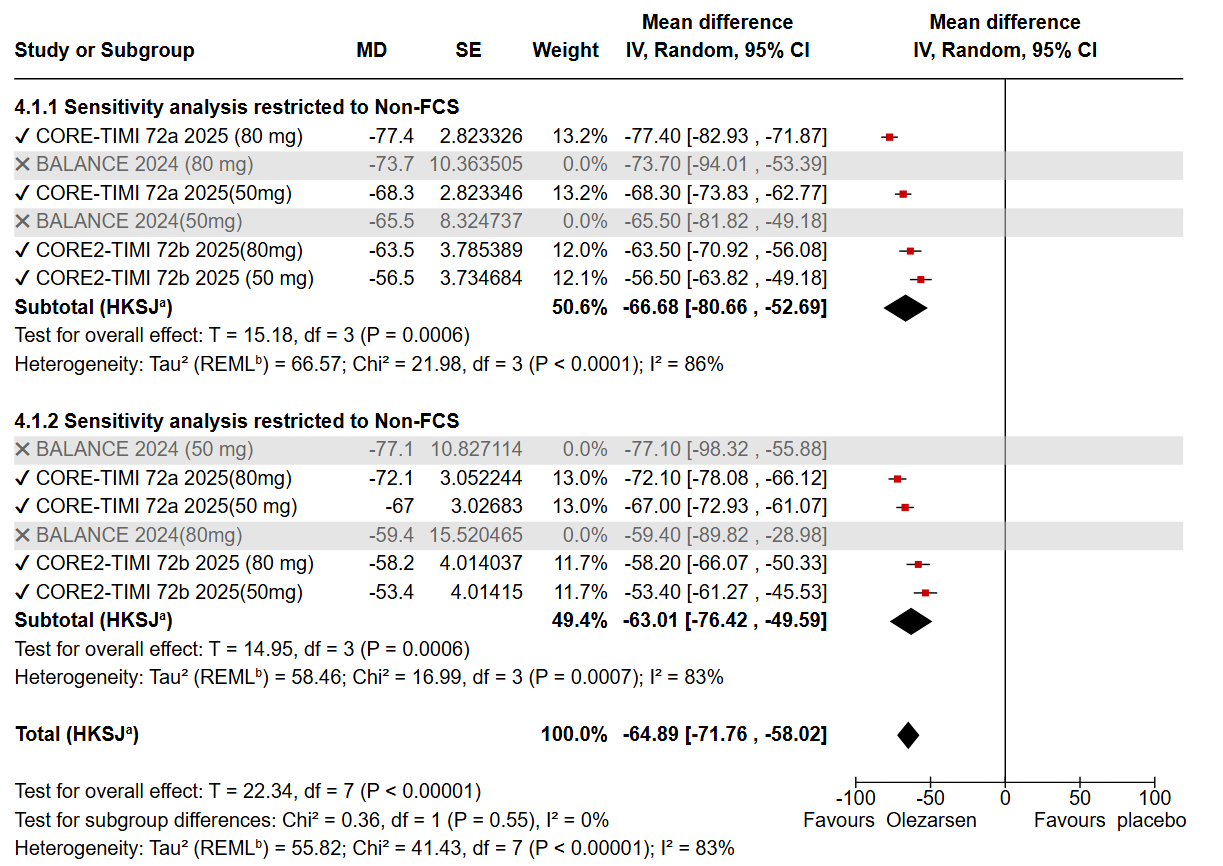 Mean difference Mean difference
Study or Subgroup MD SE Weight IV, Random, 95% CI IV, Random, 95% CI
4.1.1 Sensitivity analysis restricted to Non-FCS
✓ CORE-TIMI 72a 2025 (80 mg) -77.4 2.823326 13.2% -77.40 [-82.93 , -71.87]
✕ BALANCE 2024 (80 mg) -73.7 10.363505 0.0% -73.70 [-94.01 , -53.39]
✓ CORE-TIMI 72a 2025(50mg) -68.3 2.823346 13.2% -68.30 [-73.83 , -62.77]
✕ BALANCE 2024(50mg) -65.5 8.324737 0.0% -65.50 [-81.82 , -49.18]
✓ CORE2-TIMI 72b 2025(80mg) -63.5 3.785389 12.0% -63.50 [-70.92 , -56.08]
✓ CORE2-TIMI 72b 2025 (50 mg) -56.5 3.734684 12.1% -56.50 [-63.82 , -49.18]
Subtotal (HKSJᵃ) 50.6% -66.68 [-80.66 , -52.69]
Test for overall effect: T = 15.18, df = 3 (P = 0.0006)
Heterogeneity: Tau² (REMLᵇ) = 66.57; Chi² = 21.98, df = 3 (P < 0.0001); I² = 86%
4.1.2 Sensitivity analysis restricted to Non-FCS
✕ BALANCE 2024 (50 mg) -77.1 10.827114 0.0% -77.10 [-98.32 , -55.88]
✓ CORE-TIMI 72a 2025(80mg) -72.1 3.052244 13.0% -72.10 [-78.08 , -66.12]
✓ CORE-TIMI 72a 2025(50 mg) -67 3.02683 13.0% -67.00 [-72.93 , -61.07]
✕ BALANCE 2024(80mg) -59.4 15.520465 0.0% -59.40 [-89.82 , -28.98]
✓ CORE2-TIMI 72b 2025 (80 mg) -58.2 4.014037 11.7% -58.20 [-66.07 , -50.33]
✓ CORE2-TIMI 72b 2025(50mg) -53.4 4.01415 11.7% -53.40 [-61.27 , -45.53]
Subtotal (HKSJᵃ) 49.4% -63.01 [-76.42 , -49.59]
Test for overall effect: T = 14.95, df = 3 (P = 0.0006)
Heterogeneity: Tau² (REMLᵇ) = 58.46; Chi² = 16.99, df = 3 (P = 0.0007); I² = 83%
Total (HKSJᵃ) 100.0% -64.89 [-71.76 , -58.02]
Test for overall effect: T = 22.34, df = 7 (P < 0.00001)
-100 -50 0 50 100
Test for subgroup differences: Chi² = 0.36, df = 1 (P = 0.55), I² = 0%
Favours Olezarsen Favours placebo
Heterogeneity: Tau² (REMLᵇ) = 55.82; Chi² = 41.43, df = 7 (P < 0.00001); I² = 83%